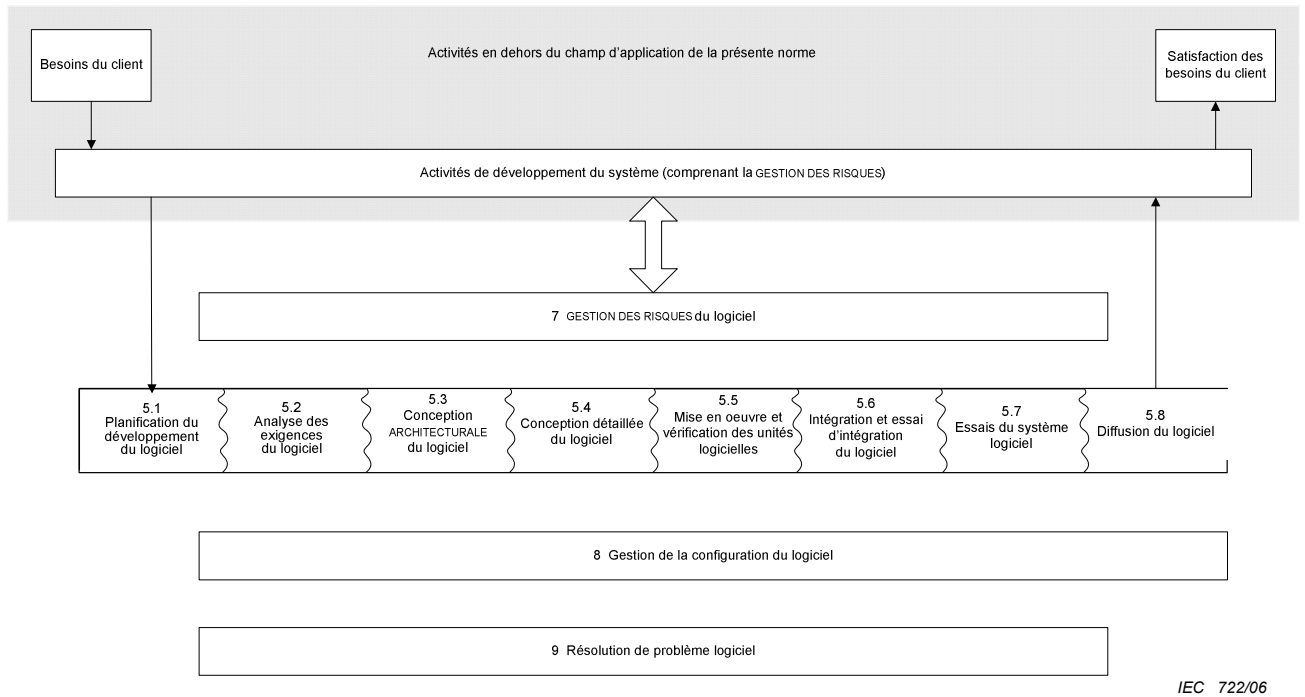 Besoins du client
Activités en dehors du champ d'application de la présente norme
Satisfaction des
besoins du client
Activités de développement du système (comprenant la GESTION DES RISQUES)
7 GESTION DES RISQUES du logiciel
5.1
Planification du
développement
du logiciel
5.2
Analyse des
exigences
du logiciel
5.3
Conception
ARCHITECTURALE
du logiciel
5.4
Conception détaillée
du logiciel
5.5
Mise en oeuvre et
vérification des unités
logicielles
5.6
Intégration et essai
d'intégration
du logiciel
5.7
Essais du système
logiciel
5.8
Diffusion du logiciel
8 Gestion de la configuration du logiciel
9 Résolution de problème logiciel
IEC 722/06